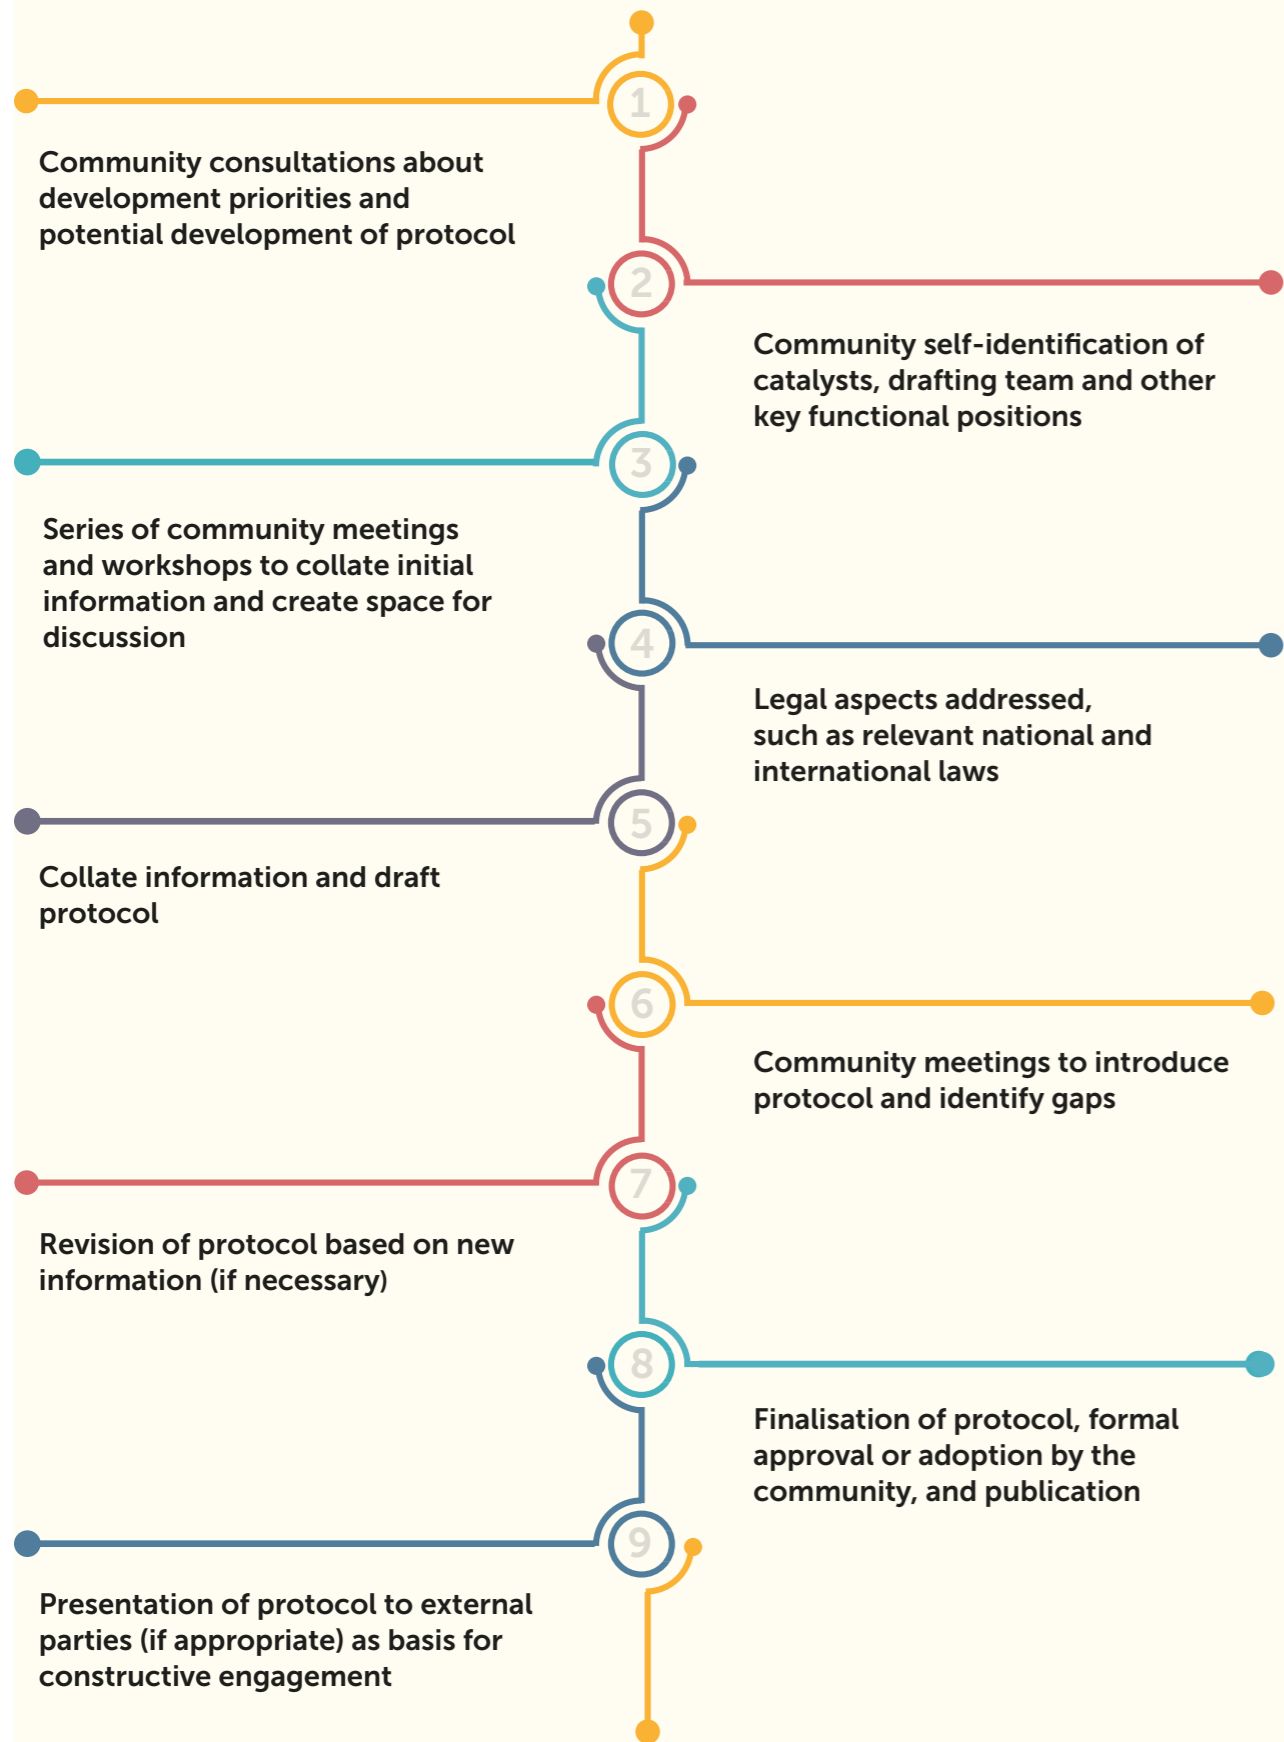 1
Community consultations about
development priorities and
potential development of protocol
2
Community self-identification of
catalysts, drafting team and other
key functional positions
3
Series of community meetings
and workshops to collate initial
information and create space for
discussion
4
Legal aspects addressed,
such as relevant national and
international laws
5
Collate information and draft
protocol
6
Community meetings to introduce
protocol and identify gaps
7
Revision of protocol based on new
information (if necessary)
8
Finalisation of protocol, formal
approval or adoption by the
community, and publication
9
Presentation of protocol to external
parties (if appropriate) as basis for
constructive engagement